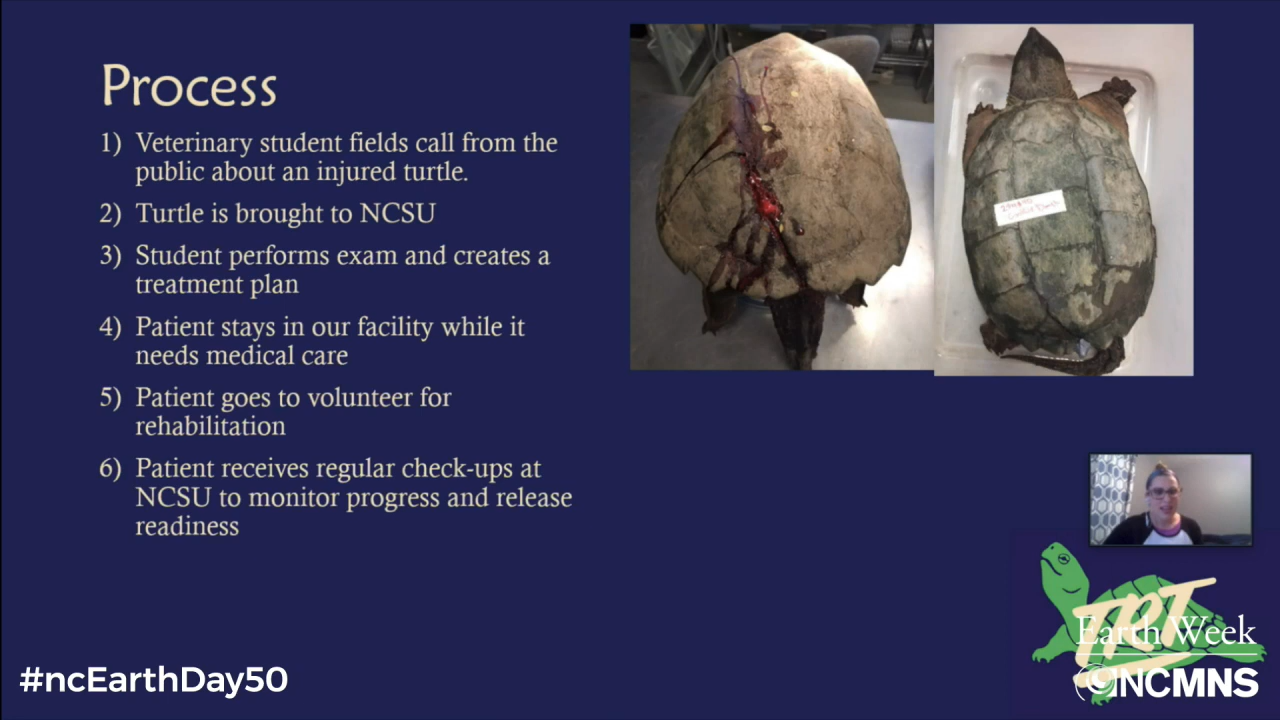 Process
1) Veterinary student fields call from the
public about an injured turtle.
2) Turtle is brought to NCSU
3) Student performs exam and creates a
treatment plan
4) Patient stays in our facility while it
needs medical care
5) Patient goes to volunteer for
rehabilitation
6) Patient receives regular check-ups at
NCSU to monitor progress and release
readiness
TRT
Earth Week
NCMNS
#ncEarthDay50